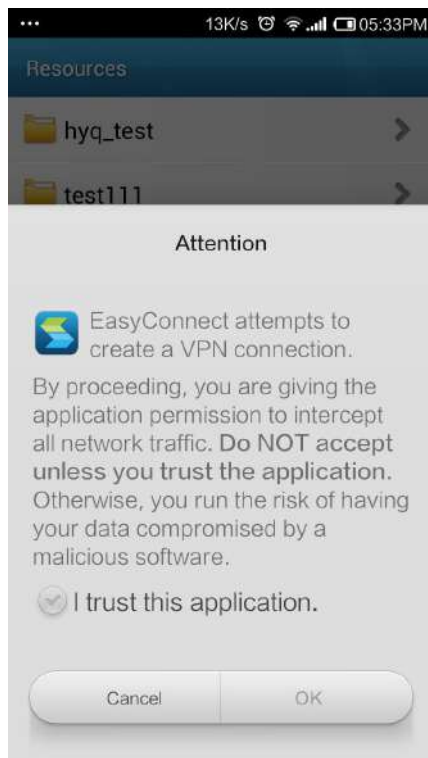 ... 13K/s 05:33PM
Resources
hyq_test
test111
Attention
EasyConnect attempts to
create a VPN connection.
By proceeding, you are giving the
application permission to intercept
all network traffic. Do NOT accept
unless you trust the application.
Otherwise, you run the risk of having
your data compromised by a
malicious software.
I trust this application.
Cancel OK